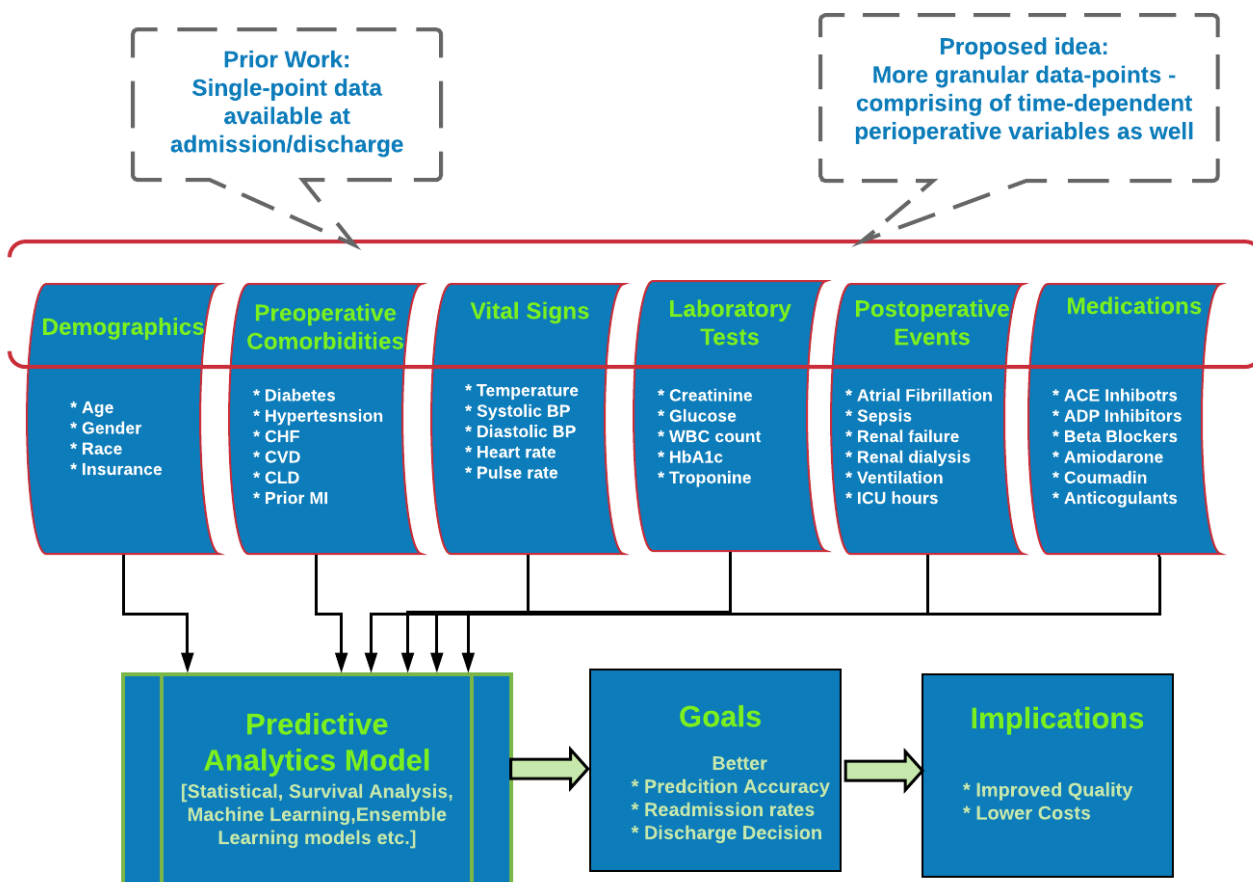 Prior Work:
Single-point data
available at
admission/discharge
Proposed idea:
More granular data-points -
comprising of time-dependent
perioperative variables as well
Demographics
* Age
* Gender
* Race
* Insurance
Preoperative
Comorbidities
* Diabetes
* Hypertesnsion
* CHF
* CVD
* CLD
* Prior MI
Vital Signs
* Temperature
* Systolic BP
* Diastolic BP
* Heart rate
* Pulse rate
Laboratory
Tests
* Creatinine
* Glucose
* WBC count
* HbA1c
* Troponine
Postoperative
Events
* Atrial Fibrillation
* Sepsis
* Renal failure
* Renal dialysis
* Ventilation
* ICU hours
Medications
* ACE Inhibotrs
* ADP Inhibitors
* Beta Blockers
* Amiodarone
* Coumadin
* Anticogulants
Predictive
Analytics Model
[Statistical, Survival Analysis,
Machine Learning,Ensemble
Learning models etc.]
Goals
Better
* Predcition Accuracy
* Readmission rates
* Discharge Decision
Implications
* Improved Quality
* Lower Costs